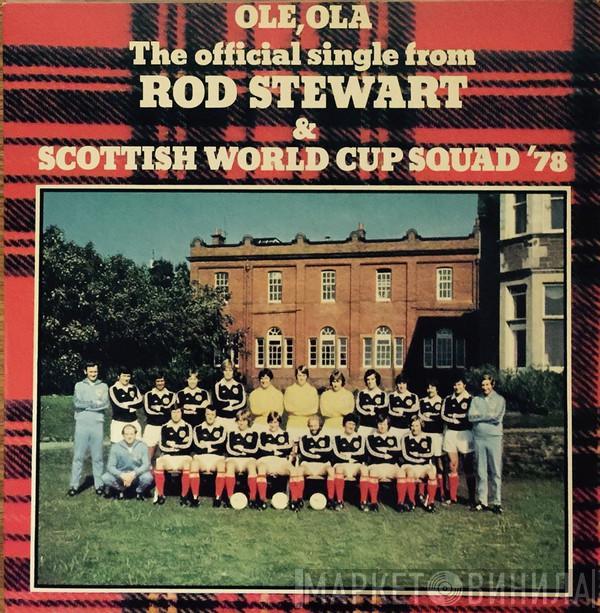 OLE, OLA
The official single from
ROD STEWART
&
SCOTTISH WORLD CUP SQUAD '78
МАРКЕТ ВИНИЛА